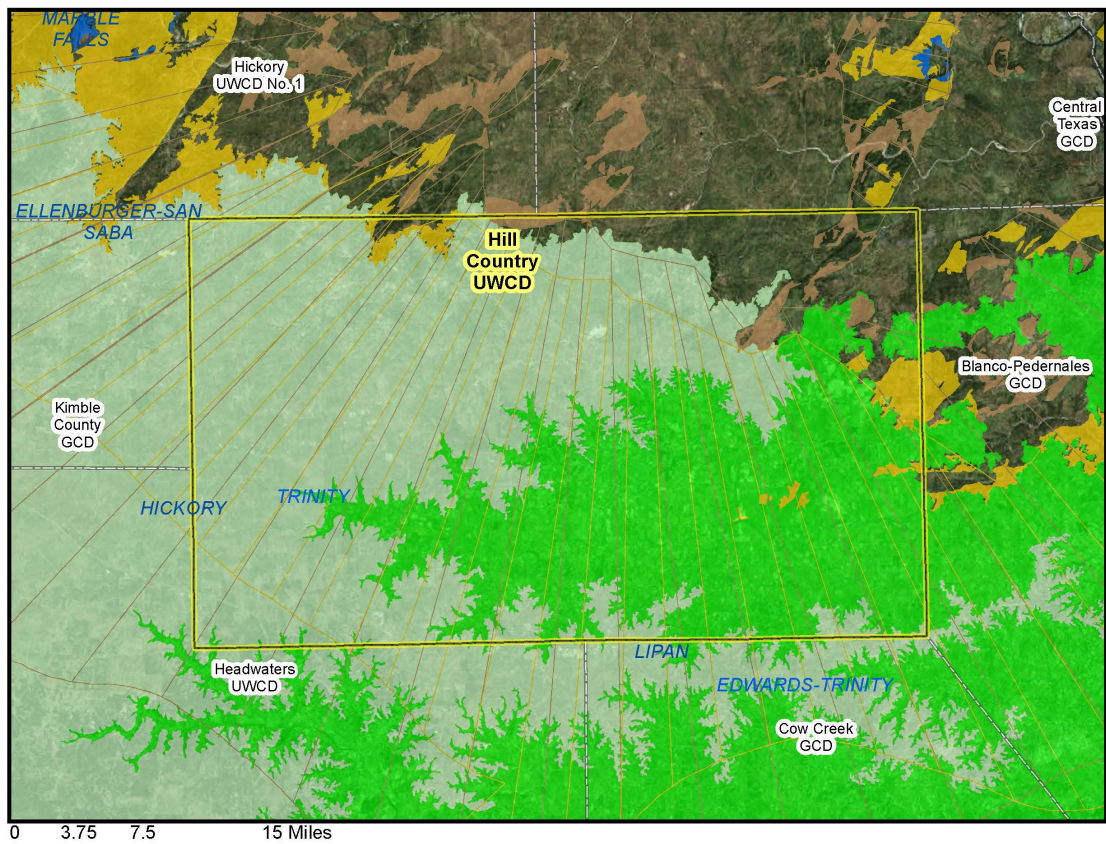 MARBLE
FALLS
Hickory
UWCD No. 1
Central
Texas
GCD
ELLENBURGER-SAN
SABA
Hill
Country
UWCD
Blanco-Pedernales
GCD
Kimble
County
GCD
HICKORY
TRINITY
LIPAN
Headwaters
UWCD
EDWARDS-TRINITY
Cow Creek
GCD
0 3.75 7.5 15 Miles